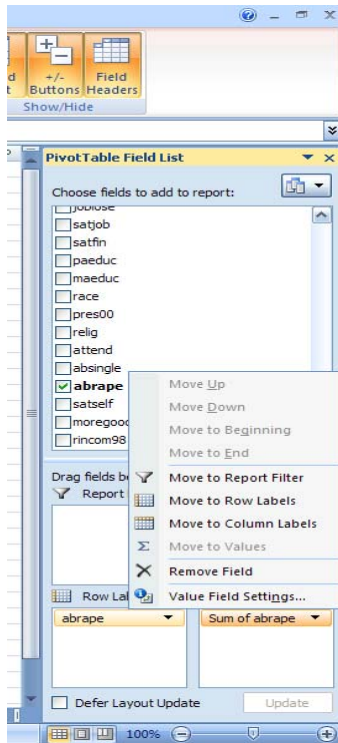 d +/- Field
t Buttons Headers
Show/Hide
PivotTable Field List
Choose fields to add to report:
joblose
satjob
satfin
paeduc
maeduc
race
pres00
relig
attend
absingle
abrape
satself
moregood
rincom98
Move Up
Move Down
Move to Beginning
Move to End
Drag fields be
Move to Report Filter
Report
Move to Row Labels
Move to Column Labels
Σ Move to Values
Remove Field
Row Lal
Value Field Settings...
abrape
Sum of abrape
Defer Layout Update
Update
100%